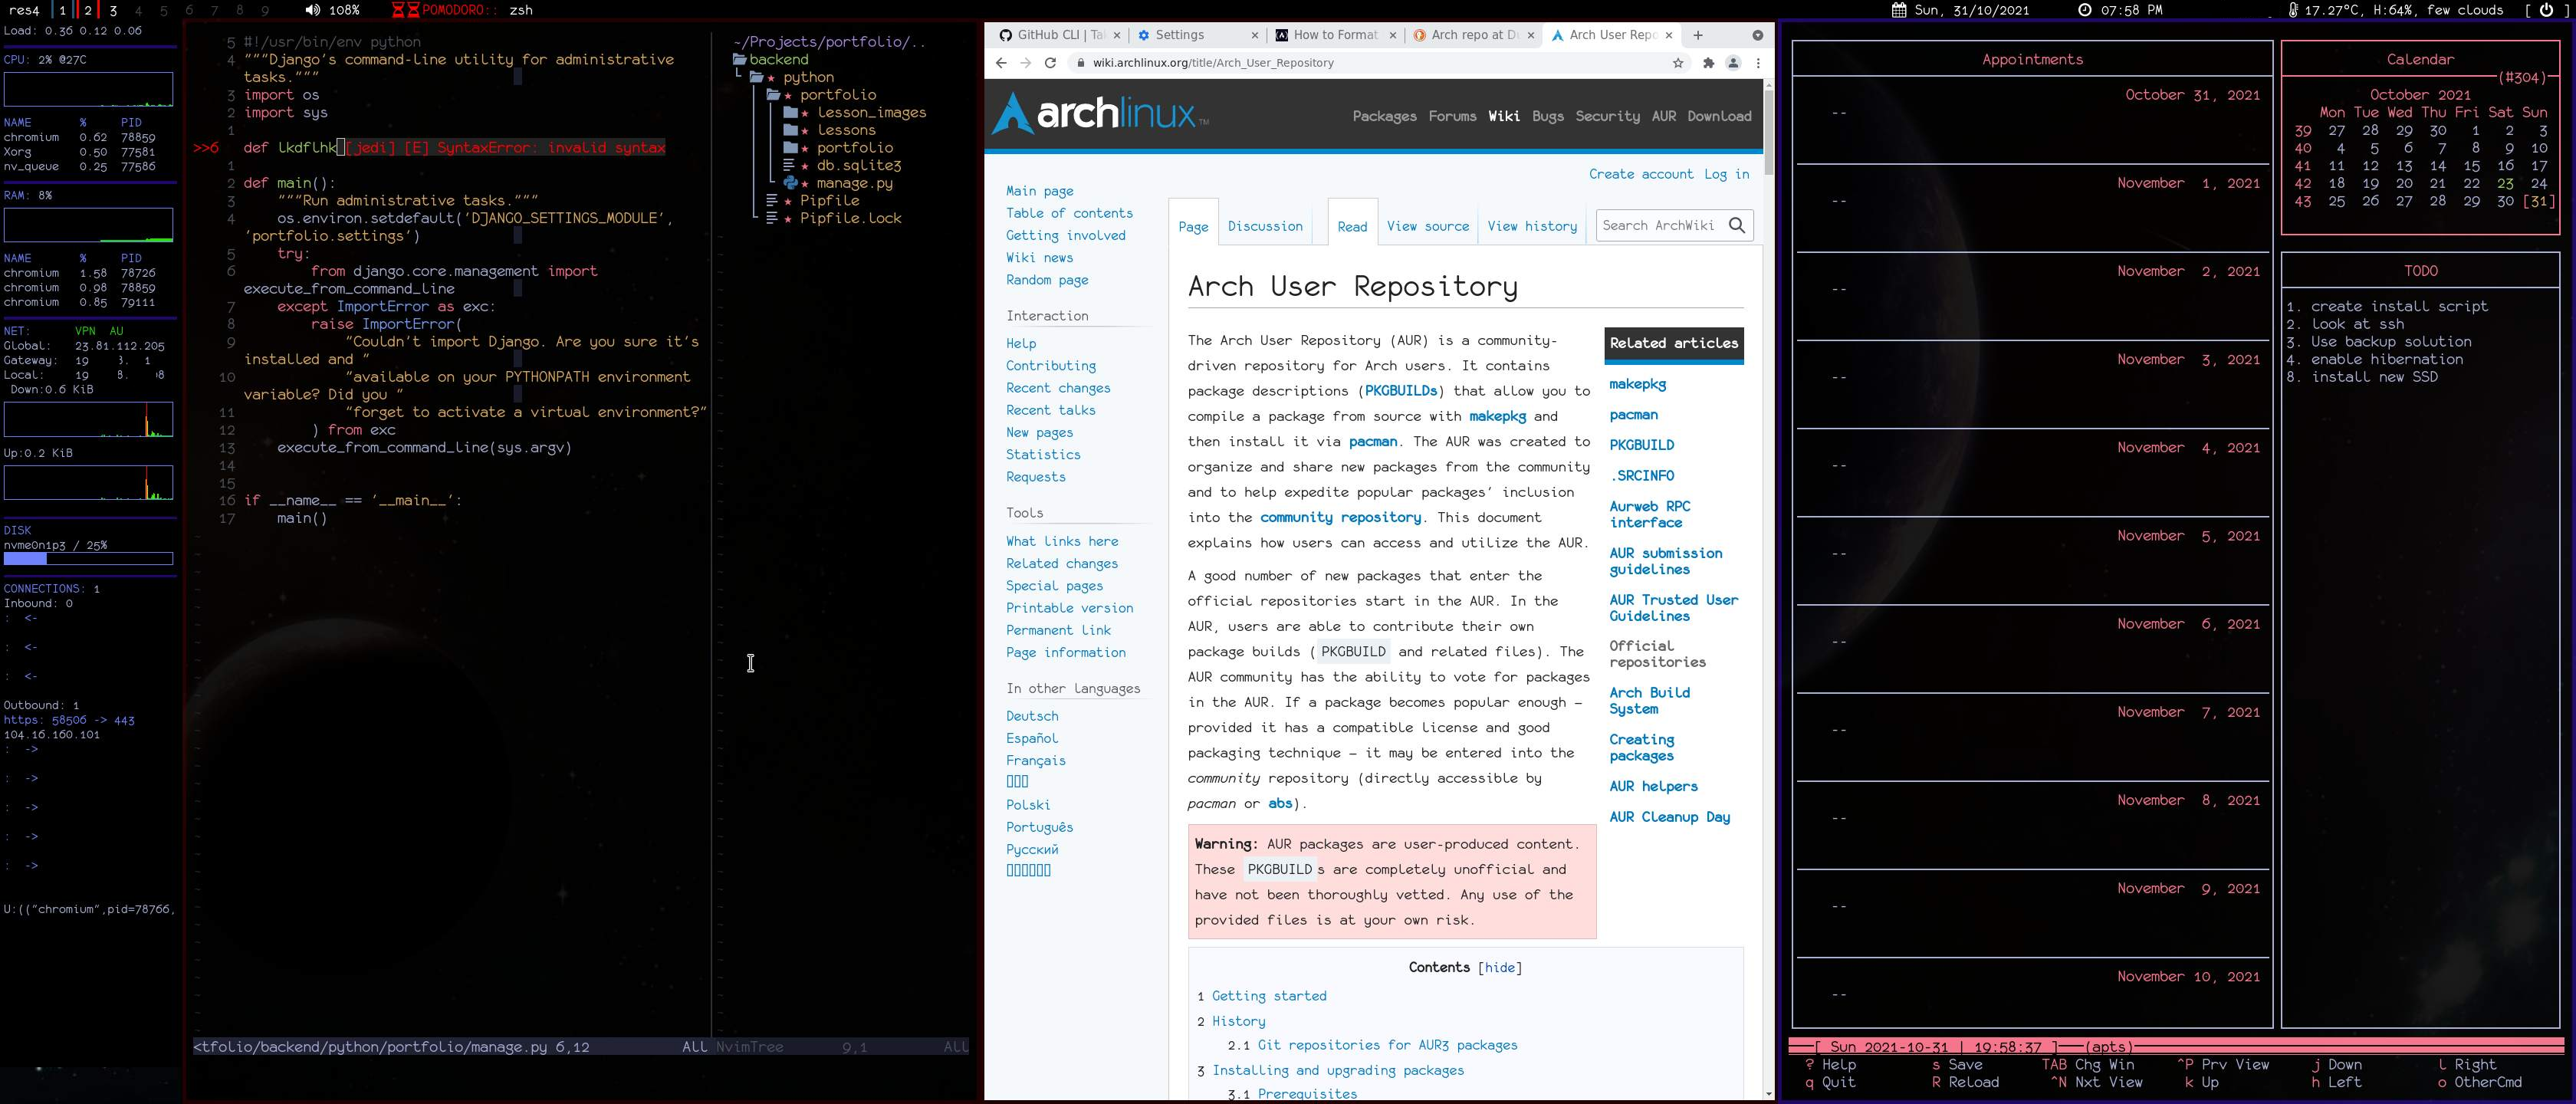 res4 1 2 3 4 5 6 7 8 9 108% POMODORO:: zsh
Sun, 31/10/2021 07:58 PM 17.27°C, H:64%, few clouds [ ]
Load: 0.36 0.12 0.06
CPU: 2% @27C
NAME % PID
chromium 0.62 78859
Xorg 0.50 77581
nv_queue 0.25 77586
RAM: 8%
NAME % PID
chromium 1.58 78726
chromium 0.98 78859
chromium 0.85 79111
NET: VPN AU
Global: 23.81.112.205
Gateway: 19 3. 1
Local: 19 8. 8
Down:0.6 KiB
Up:0.2 KiB
DISK
nvme0n1p3 / 25%
CONNECTIONS: 1
Inbound: 0
: <-
: <-
: <-
Outbound: 1
https: 58506 -> 443
104.16.160.101
: ->
: ->
: ->
: ->
: ->
U:(("chromium",pid=78766,
5 #!/usr/bin/env python
4 """Django's command-line utility for administrative
tasks."""
3 import os
2 import sys
1
>>6 def lkdflhk [jedi] [E] SyntaxError: invalid syntax
1
2 def main():
3 """Run administrative tasks."""
4 os.environ.setdefault('DJANGO_SETTINGS_MODULE',
'portfolio.settings')
5 try:
6 from django.core.management import
execute_from_command_line
7 except ImportError as exc:
8 raise ImportError(
9 "Couldn't import Django. Are you sure it's
installed and "
10 "available on your PYTHONPATH environment
variable? Did you "
11 "forget to activate a virtual environment?"
12 ) from exc
13 execute_from_command_line(sys.argv)
14
15
16 if __name__ == '__main__':
17 main()
<tfolio/backend/python/portfolio/manage.py 6,12 All
~/Projects/portfolio/..
backend
python
portfolio
lesson_images
lessons
portfolio
db.sqlite3
manage.py
Pipfile
Pipfile.lock
NvimTree 9,1 All
GitHub CLI | Ta
Settings
How to Format
Arch repo at D
Arch User Repo
wiki.archlinux.org/title/Arch_User_Repository
archlinux™
Packages Forums Wiki Bugs Security AUR Download
Create account Log in
Main page
Table of contents
Getting involved
Wiki news
Random page
Interaction
Help
Contributing
Recent changes
Recent talks
New pages
Statistics
Requests
Tools
What links here
Related changes
Special pages
Printable version
Permanent link
Page information
In other languages
Deutsch
Español
Français
Polski
Português
Русский
Page Discussion Read View source View history Search ArchWiki
Arch User Repository
The Arch User Repository (AUR) is a community-
driven repository for Arch users. It contains
package descriptions (PKGBUILDs) that allow you to
compile a package from source with makepkg and
then install it via pacman. The AUR was created to
organize and share new packages from the community
and to help expedite popular packages' inclusion
into the community repository. This document
explains how users can access and utilize the AUR.
A good number of new packages that enter the
official repositories start in the AUR. In the
AUR, users are able to contribute their own
package builds ( PKGBUILD and related files). The
AUR community has the ability to vote for packages
in the AUR. If a package becomes popular enough —
provided it has a compatible license and good
packaging technique — it may be entered into the
community repository (directly accessible by
pacman or abs).
Warning: AUR packages are user-produced content.
These PKGBUILD s are completely unofficial and
have not been thoroughly vetted. Any use of the
provided files is at your own risk.
Contents [hide]
1 Getting started
2 History
2.1 Git repositories for AUR3 packages
3 Installing and upgrading packages
3.1 Prerequisites
Related articles
makepkg
pacman
PKGBUILD
.SRCINFO
Aurweb RPC
interface
AUR submission
guidelines
AUR Trusted User
Guidelines
Official
repositories
Arch Build
System
Creating
packages
AUR helpers
AUR Cleanup Day
Appointments
October 31, 2021
--
November 1, 2021
--
November 2, 2021
--
November 3, 2021
--
November 4, 2021
--
November 5, 2021
--
November 6, 2021
--
November 7, 2021
--
November 8, 2021
--
November 9, 2021
--
November 10, 2021
--
Calendar
(#304)
October 2021
Mon Tue Wed Thu Fri Sat Sun
39 27 28 29 30 1 2 3
40 4 5 6 7 8 9 10
41 11 12 13 14 15 16 17
42 18 19 20 21 22 23 24
43 25 26 27 28 29 30 [31]
TODO
1. create install script
2. look at ssh
3. Use backup solution
4. enable hibernation
8. install new SSD
[ Sun 2021-10-31 | 19:58:37 ] (apts)
? Help s Save TAB Chg Win ^P Prv View j Down l Right
q Quit R Reload ^N Nxt View k Up h Left o OtherCmd